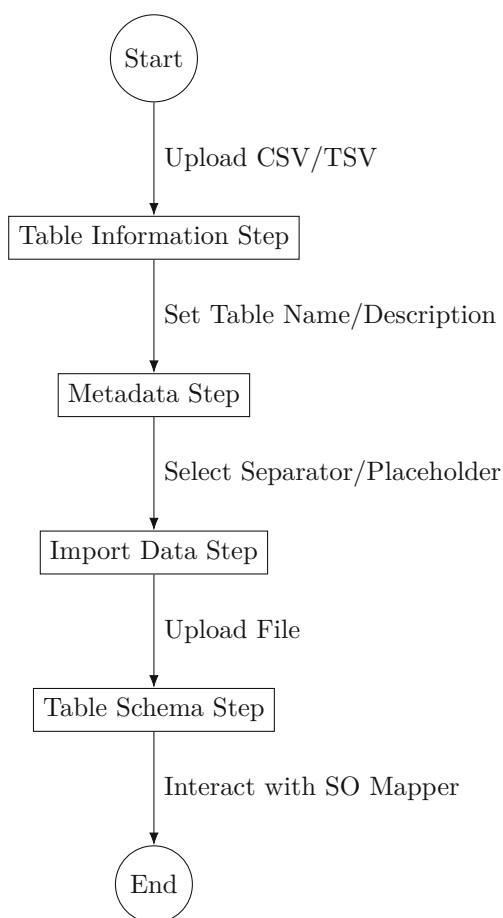 Start
Upload CSV/TSV
Table Information Step
Set Table Name/Description
Metadata Step
Select Separator/Placeholder
Import Data Step
Upload File
Table Schema Step
Interact with SO Mapper
End